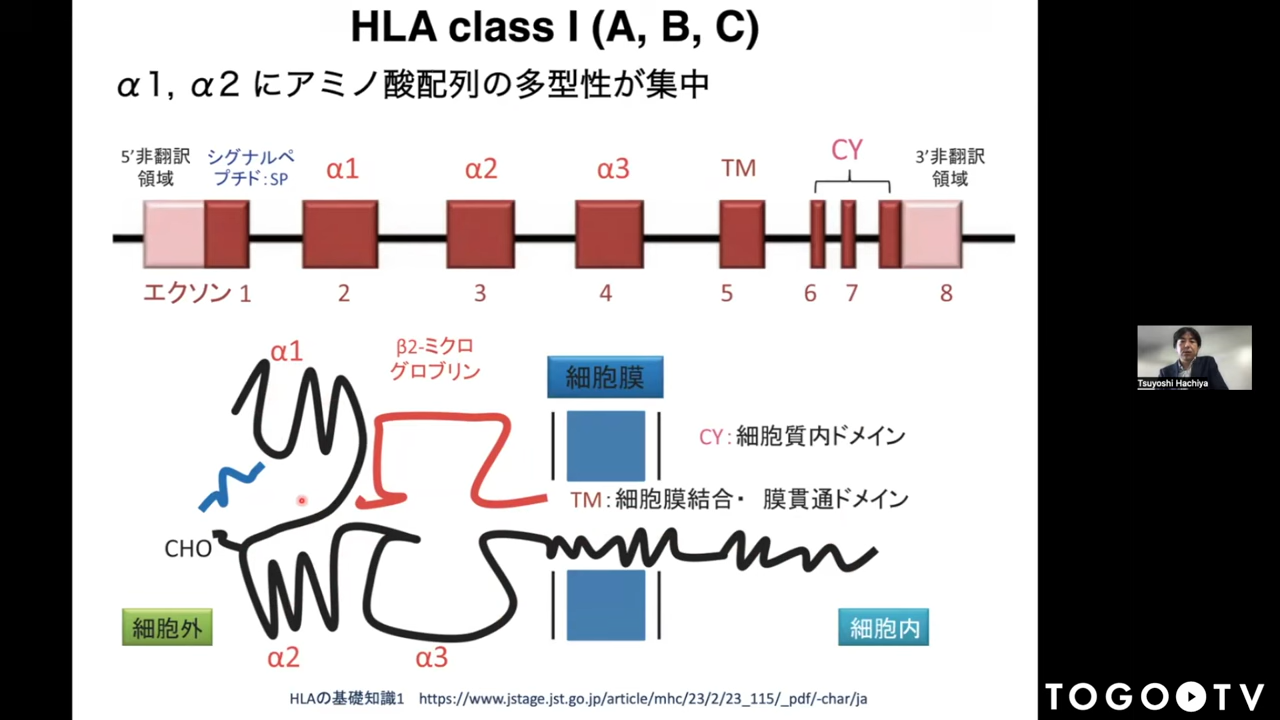 HLA class I (A, B, C)
α1, α2 にアミノ酸配列の多型性が集中
5’非翻訳
領域
シグナルペ
プチド：SP
α1
α2
α3
TM
CY
3’非翻訳
領域
エクソン 1
2
3
4
5
6
7
8
α1
β2-ミクロ
グロブリン
細胞膜
CY：細胞質内ドメイン
TM：細胞膜結合・ 膜貫通ドメイン
CHO
細胞外
細胞内
α2
α3
HLAの基礎知識1 https://www.jstage.jst.go.jp/article/mhc/23/2/23_115/_pdf/-char/ja
Tsuyoshi Hachiya
TOGO TV